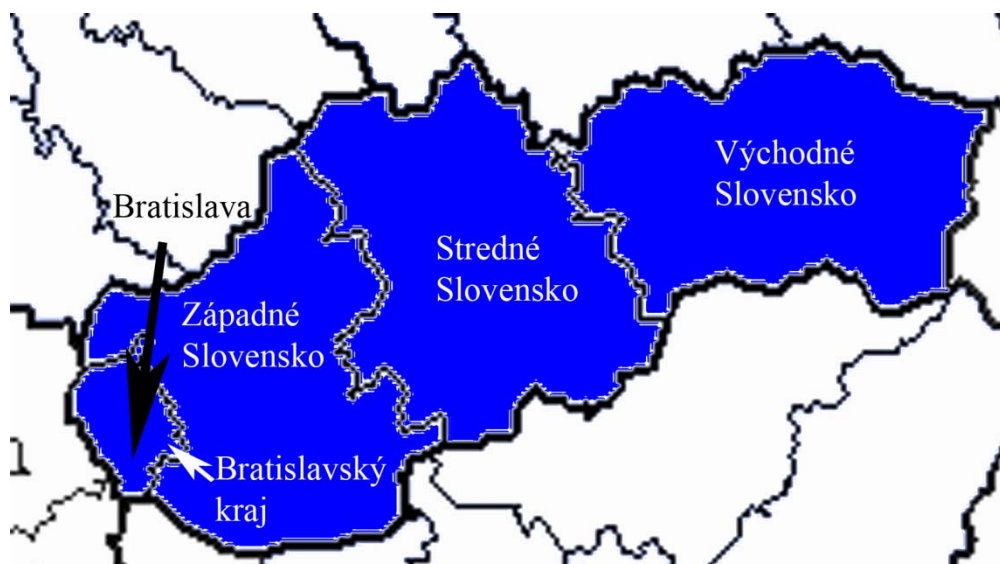 Východné
Slovensko
Bratislava
Stredné
Slovensko
Západné
Slovensko
Bratislavský
kraj